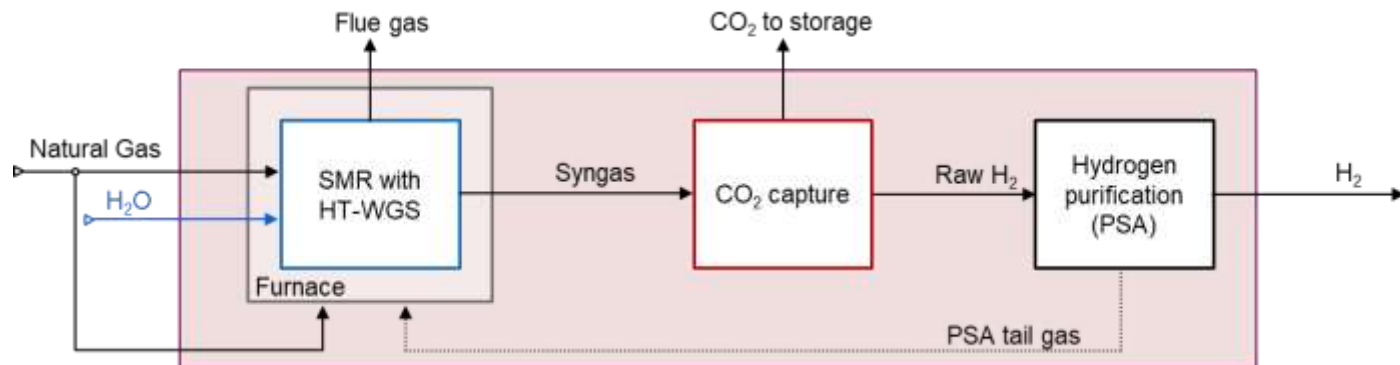 Flue gas
CO₂ to storage
Natural Gas
H₂O
SMR with
HT-WGS
Furnace
Syngas
CO₂ capture
Raw H₂
Hydrogen
purification
(PSA)
H₂
PSA tail gas